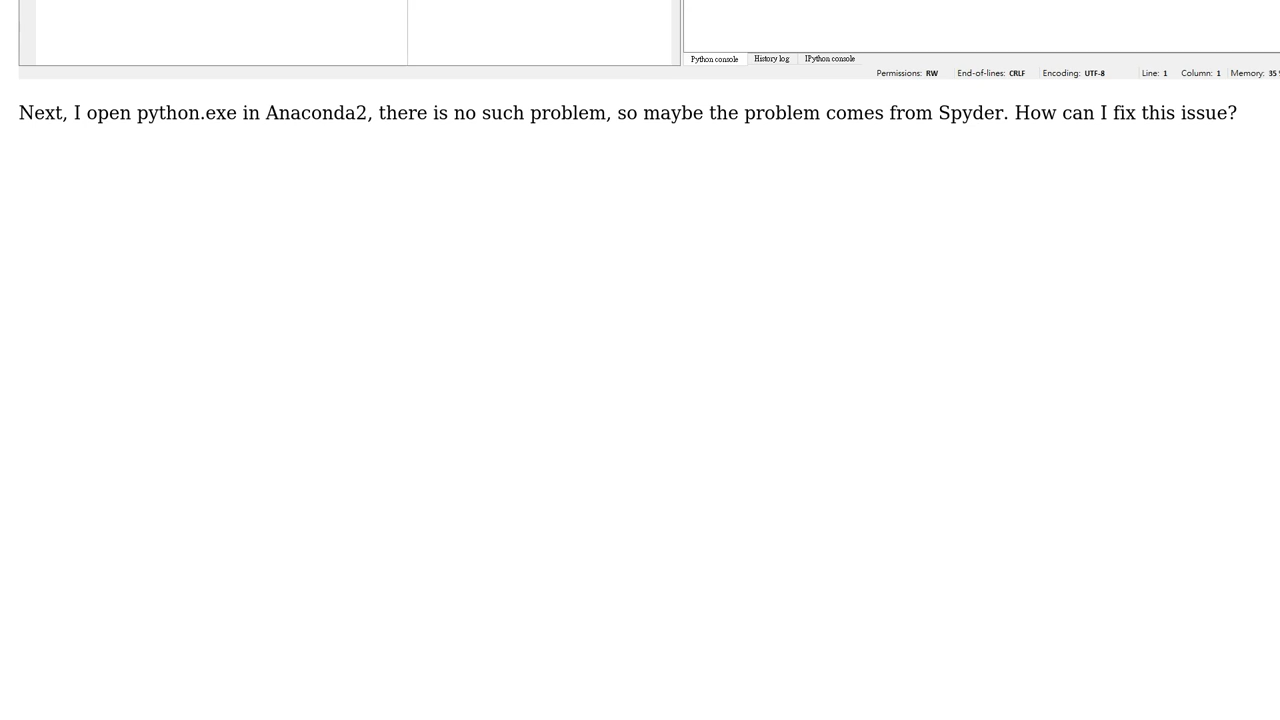 Python console History log IPython console
Permissions: RW End-of-lines: CRLF Encoding: UTF-8 Line: 1 Column: 1 Memory: 35
Next, I open python.exe in Anaconda2, there is no such problem, so maybe the problem comes from Spyder. How can I fix this issue?